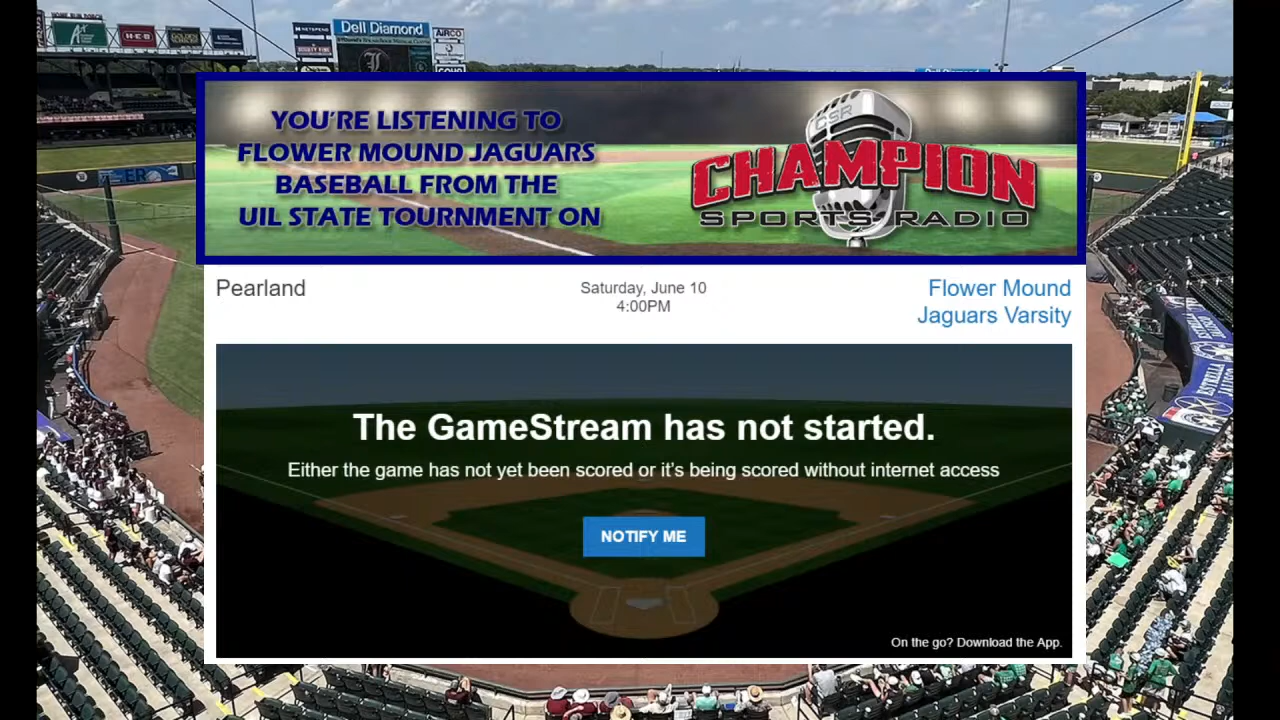 Dell Diamond
H-E-B
AIRCO
YOU'RE LISTENING TO
FLOWER MOUND JAGUARS
BASEBALL FROM THE
UIL STATE TOURNMENT ON
CSR
CHAMPION
SPORTS RADIO
Pearland
Saturday, June 10
4:00PM
Flower Mound
Jaguars Varsity
The GameStream has not started.
Either the game has not yet been scored or it's being scored without internet access
NOTIFY ME
On the go? Download the App.